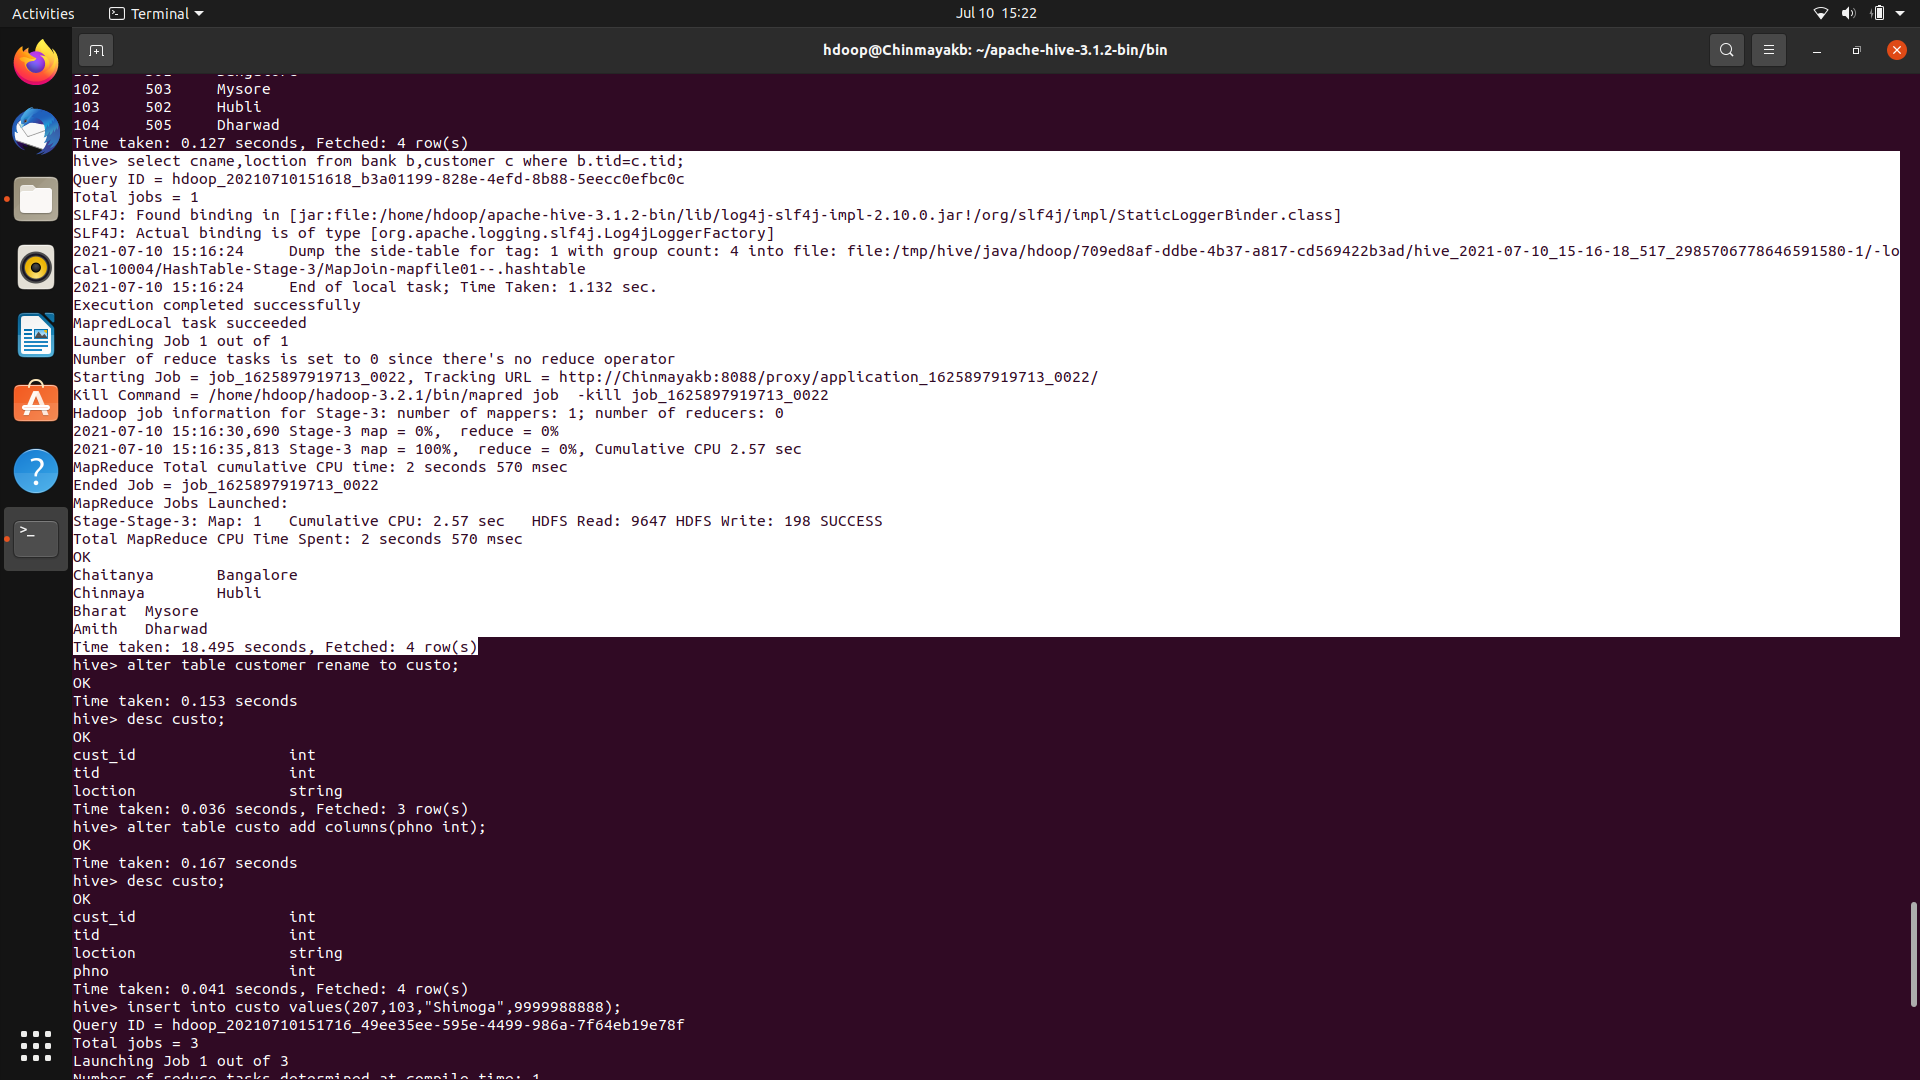 Activities
Terminal
Jul 10 15:22
hdoop@Chinmayakb: ~/apache-hive-3.1.2-bin/bin
102 503 Mysore
103 502 Hubli
104 505 Dharwad
Time taken: 0.127 seconds, Fetched: 4 row(s)
hive> select cname,loction from bank b,customer c where b.tid=c.tid;
Query ID = hdoop_20210710151618_b3a01199-828e-4efd-8b88-5eecc0efbc0c
Total jobs = 1
SLF4J: Found binding in [jar:file:/home/hdoop/apache-hive-3.1.2-bin/lib/log4j-slf4j-impl-2.10.0.jar!/org/slf4j/impl/StaticLoggerBinder.class]
SLF4J: Actual binding is of type [org.apache.logging.slf4j.Log4jLoggerFactory]
2021-07-10 15:16:24 Dump the side-table for tag: 1 with group count: 4 into file: file:/tmp/hive/java/hdoop/709ed8af-ddbe-4b37-a817-cd569422b3ad/hive_2021-07-10_15-16-18_517_2985706778646591580-1/-lo
cal-10004/HashTable-Stage-3/MapJoin-mapfile01--.hashtable
2021-07-10 15:16:24 End of local task; Time Taken: 1.132 sec.
Execution completed successfully
MapredLocal task succeeded
Launching Job 1 out of 1
Number of reduce tasks is set to 0 since there's no reduce operator
Starting Job = job_1625897919713_0022, Tracking URL = http://Chinmayakb:8088/proxy/application_1625897919713_0022/
Kill Command = /home/hdoop/hadoop-3.2.1/bin/mapred job -kill job_1625897919713_0022
Hadoop job information for Stage-3: number of mappers: 1; number of reducers: 0
2021-07-10 15:16:30,690 Stage-3 map = 0%, reduce = 0%
2021-07-10 15:16:35,813 Stage-3 map = 100%, reduce = 0%, Cumulative CPU 2.57 sec
MapReduce Total cumulative CPU time: 2 seconds 570 msec
Ended Job = job_1625897919713_0022
MapReduce Jobs Launched:
Stage-Stage-3: Map: 1 Cumulative CPU: 2.57 sec HDFS Read: 9647 HDFS Write: 198 SUCCESS
Total MapReduce CPU Time Spent: 2 seconds 570 msec
OK
Chaitanya Bangalore
Chinmaya Hubli
Bharat Mysore
Amith Dharwad
Time taken: 18.495 seconds, Fetched: 4 row(s)
hive> alter table customer rename to custo;
OK
Time taken: 0.153 seconds
hive> desc custo;
OK
cust_id int
tid int
loction string
Time taken: 0.036 seconds, Fetched: 3 row(s)
hive> alter table custo add columns(phno int);
OK
Time taken: 0.167 seconds
hive> desc custo;
OK
cust_id int
tid int
loction string
phno int
Time taken: 0.041 seconds, Fetched: 4 row(s)
hive> insert into custo values(207,103,"Shimoga",9999988888);
Query ID = hdoop_20210710151716_49ee35ee-595e-4499-986a-7f64eb19e78f
Total jobs = 3
Launching Job 1 out of 3
Number of reduce tasks determined at compile time: 1